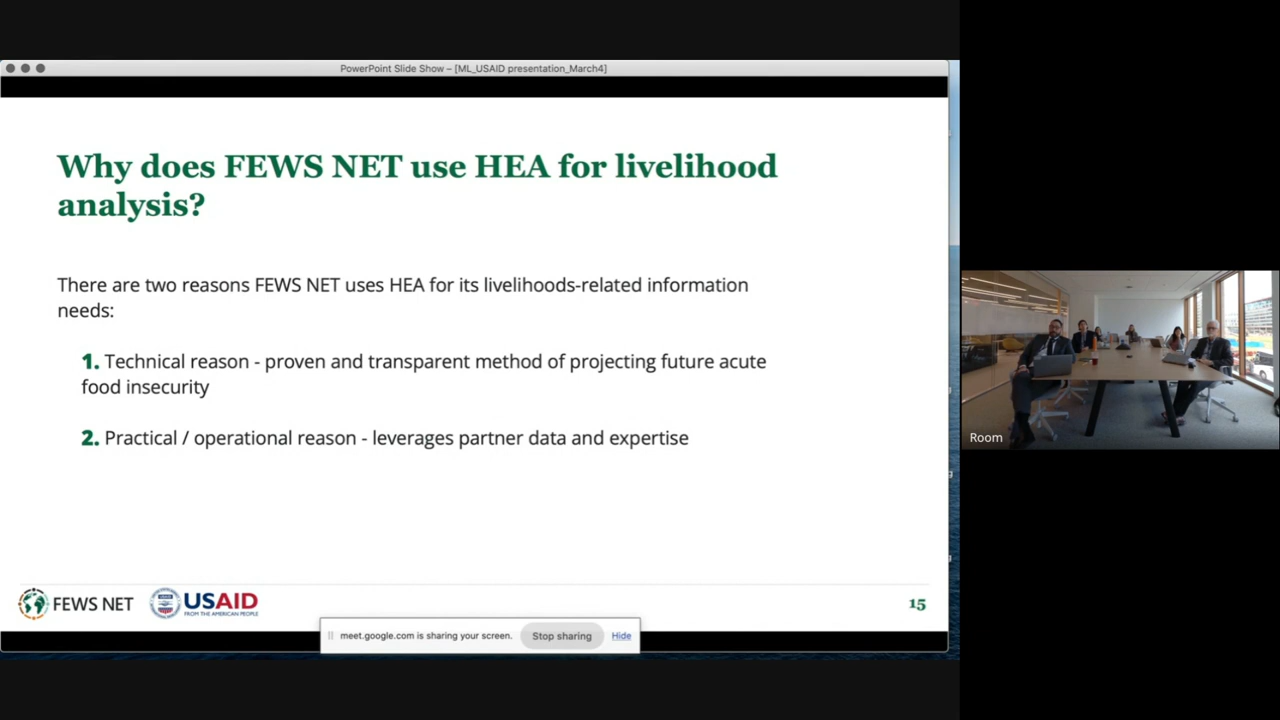 PowerPoint Slide Show – [ML_USAID presentation_March4]
Why does FEWS NET use HEA for livelihood
analysis?
There are two reasons FEWS NET uses HEA for its livelihoods-related information
needs:
1. Technical reason - proven and transparent method of projecting future acute
food insecurity
2. Practical / operational reason - leverages partner data and expertise
Room
FEWS NET
USAID
FROM THE AMERICAN PEOPLE
15
meet.google.com is sharing your screen.
Stop sharing
Hide